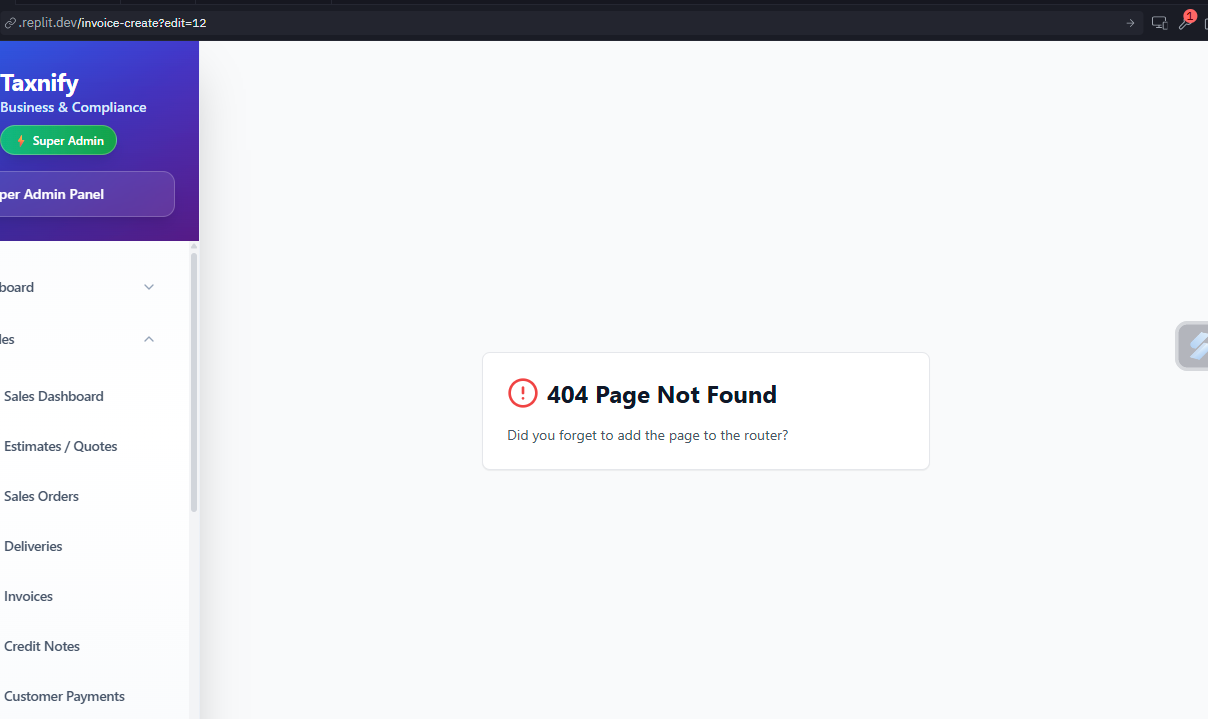 .replit.dev/invoice-create?edit=12
1
Taxnify
Business & Compliance
Super Admin
per Admin Panel
board
les
Sales Dashboard
Estimates / Quotes
Sales Orders
Deliveries
Invoices
Credit Notes
Customer Payments
404 Page Not Found
Did you forget to add the page to the router?